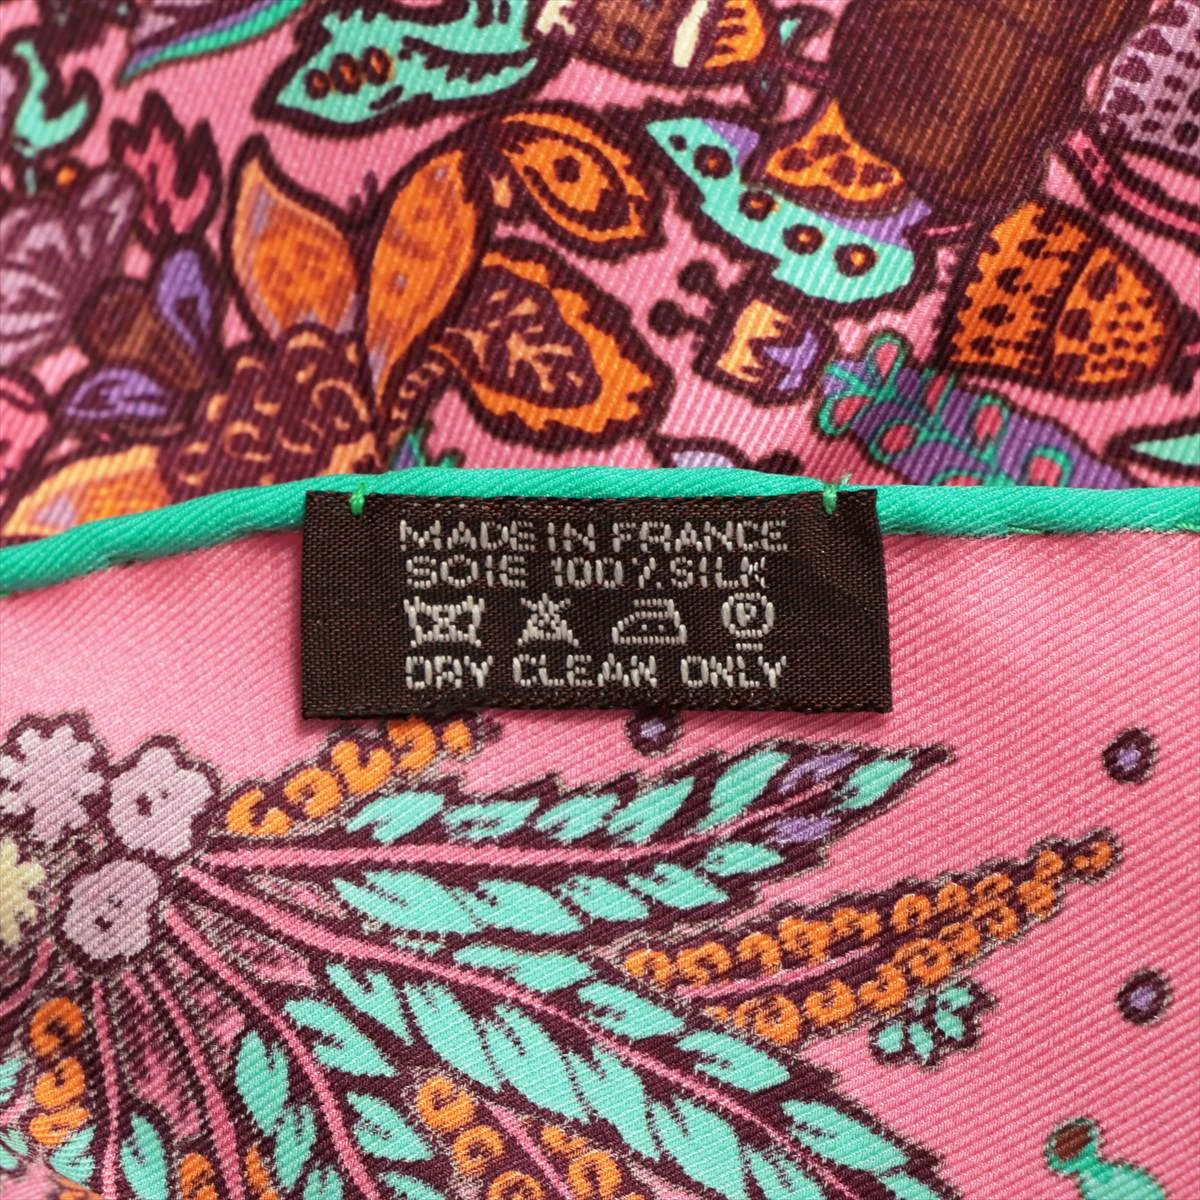 MADE IN FRANCE
SOIE 100% SILK
P
DRY CLEAN ONLY